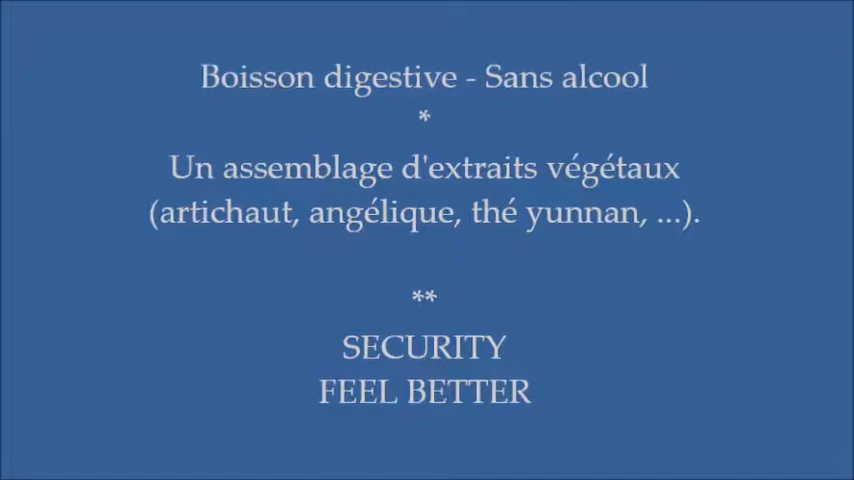 Boisson digestive - Sans alcool
*
Un assemblage d'extraits végétaux
(artichaut, angélique, thé yunnan, ...).
**
SECURITY
FEEL BETTER